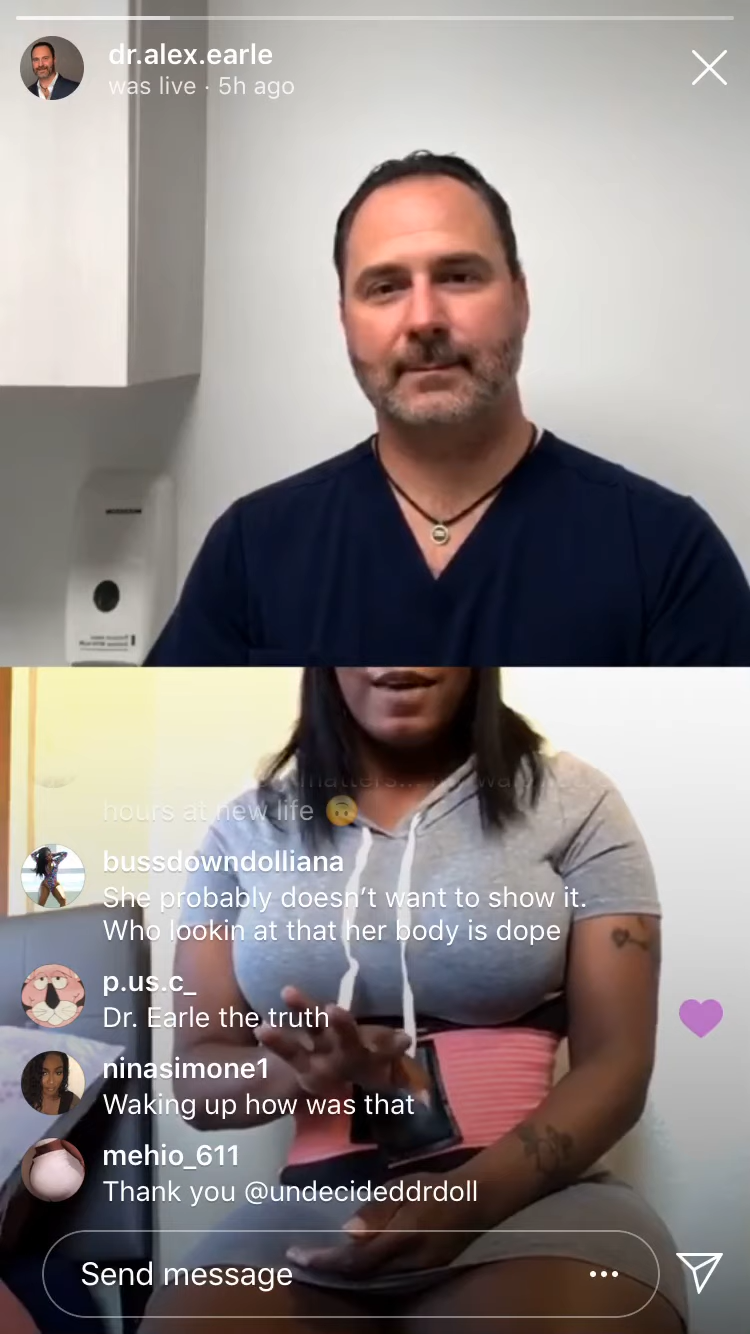 dr.alex.earle
was live · 5h ago
hours at new life 🙃
bussdowndolliana
She probably doesn’t want to show it.
Who lookin at that her body is dope
p.us.c_
Dr. Earle the truth
ninasimone1
Waking up how was that
mehio_611
Thank you @undecideddrdoll
Send message